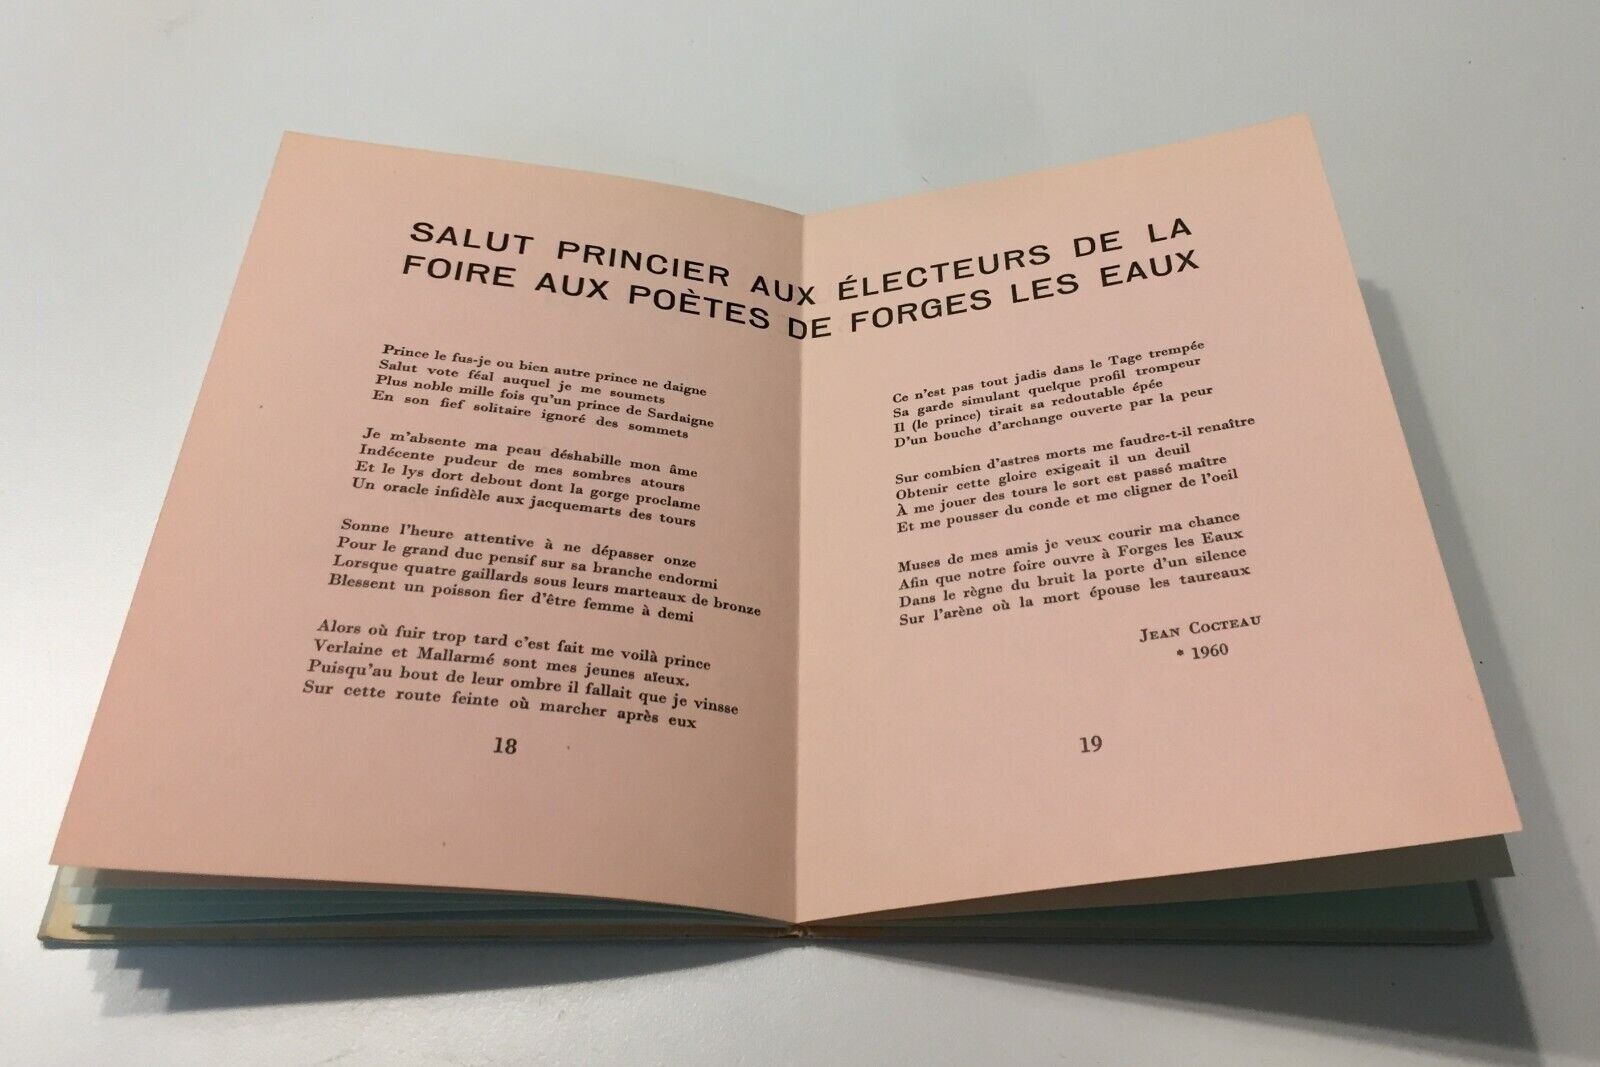 SALUT PRINCIER AUX ÉLECTEURS DE LA
FOIRE AUX POÈTES DE FORGES LES EAUX
Prince le fus-je ou bien autre prince ne daigne
Salut vote féal auquel je me soumets
Plus noble mille fois qu'un prince de Sardaigne
En son fief solitaire ignoré des sommets
Je m'absente ma peau déshabille mon âme
Indécente pudeur de mes sombres atours
Et le lys dort debout dont la gorge proclame
Un oracle infidèle aux jacquemarts des tours
Sonne l'heure attentive à ne dépasser onze
Pour le grand duc pensif sur sa branche endormi
Lorsque quatre gaillards sous leurs marteaux de bronze
Blessent un poisson fier d'être femme à demi
Alors où fuir trop tard c'est fait me voilà prince
Verlaine et Mallarmé sont mes jeunes aïeux.
Puisqu'au bout de leur ombre il fallait que je vinsse
Sur cette route feinte où marcher après eux
18
Ce n'est pas tout jadis dans le Tage trempée
Sa garde simulant quelque profil trompeur
Il (le prince) tirait sa redoutable épée
D'un bouche d'archange ouverte par la peur
Sur combien d'astres morts me faudre-t-il renaître
Obtenir cette gloire exigeait il un deuil
À me jouer des tours le sort est passé maître
Et me pousser du conde et me cligner de l'oeil
Muses de mes amis je veux courir ma chance
Afin que notre foire ouvre à Forges les Eaux
Dans le règne du bruit la porte d'un silence
Sur l'arène où la mort épouse les taureaux
JEAN COCTEAU
* 1960
19